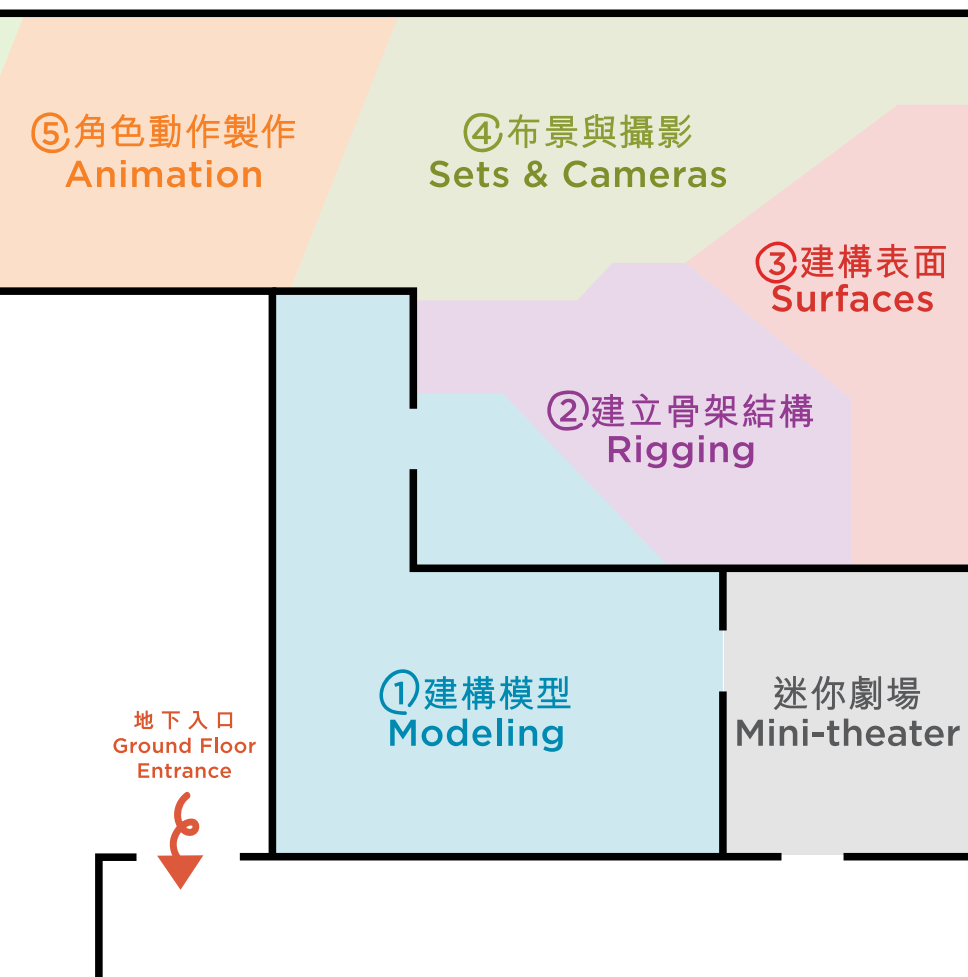 ⑤角色動作製作
Animation
④布景與攝影
Sets & Cameras
③建構表面
Surfaces
②建立骨架結構
Rigging
①建構模型
Modeling
迷你劇場
Mini-theater
地下入口
Ground Floor
Entrance